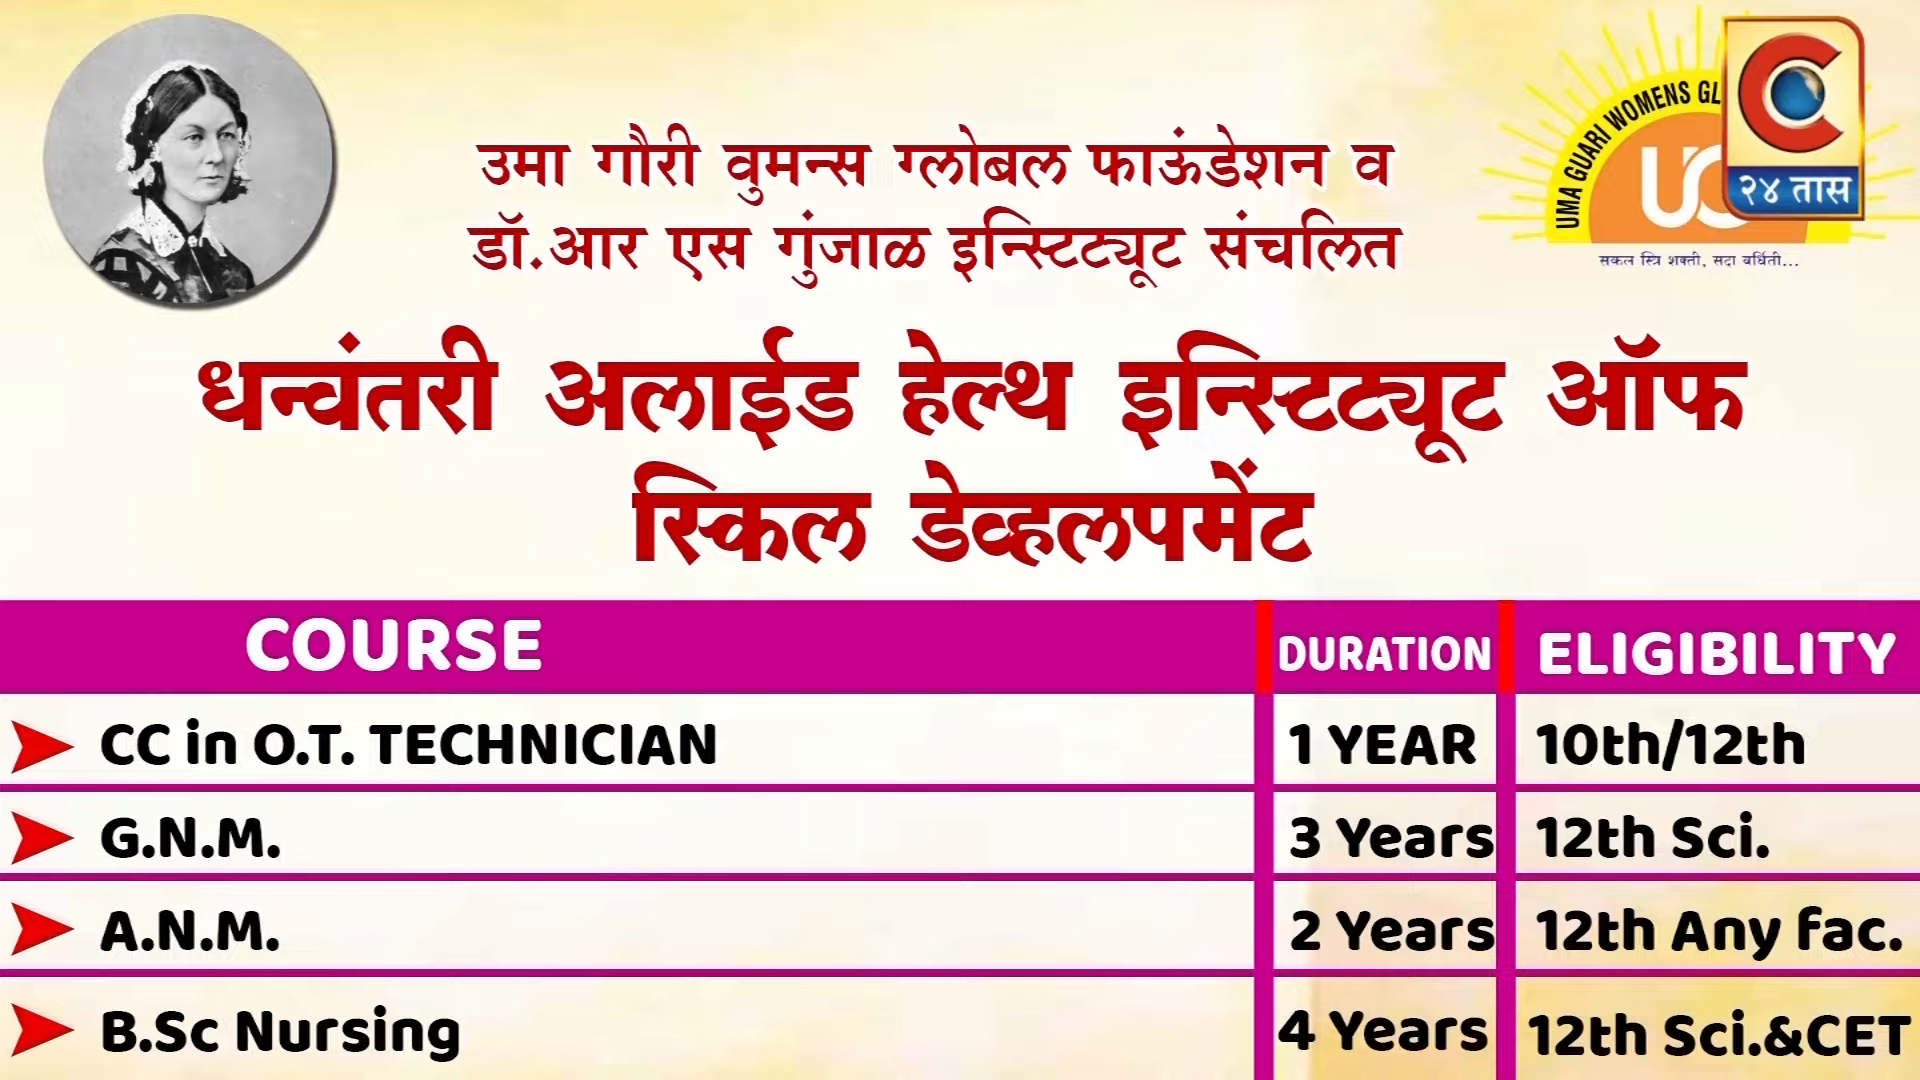 उमा गौरी वुमन्स ग्लोबल फाऊंडेशन व
डॉ.आर एस गुंजाळ इन्स्टिट्यूट संचलित
UMA GUARI WOMENS
२४ तास
सकल स्त्रि शक्ती, सदा वर्धिती...
धन्वंतरी अलाईड हेल्थ इन्स्टिट्यूट ऑफ
स्किल डेव्हलपमेंट
COURSE DURATION ELIGIBILITY
CC in O.T. TECHNICIAN 1 YEAR 10th/12th
G.N.M. 3 Years 12th Sci.
A.N.M. 2 Years 12th Any fac.
B.Sc Nursing 4 Years 12th Sci.&CET